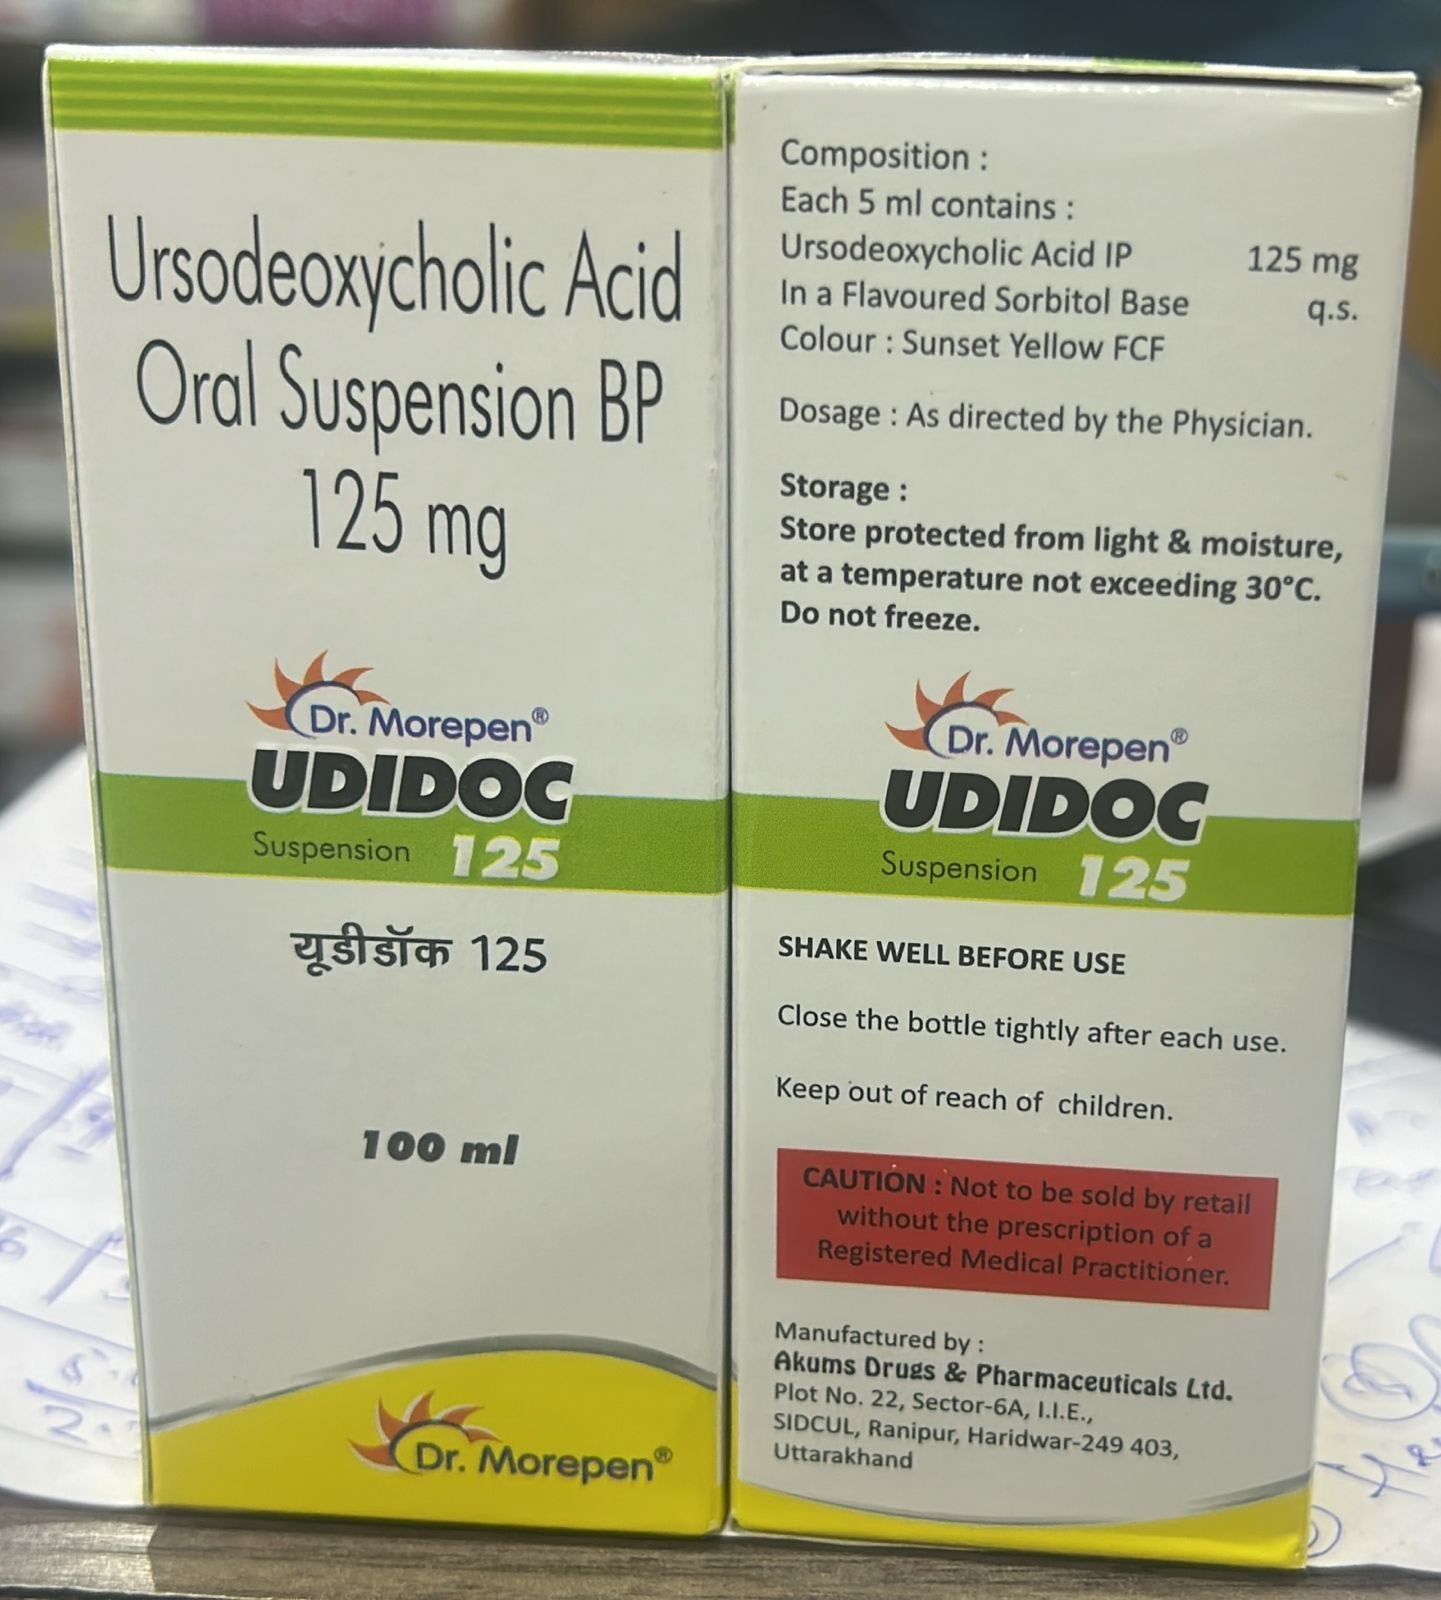 Ursodeoxycholic Acid
Oral Suspension BP
125 mg
Dr. Morepen®
UDIDOC
Suspension 125
यूडीडॉक 125
100 ml
Dr. Morepen®
Composition :
Each 5 ml contains :
Ursodeoxycholic Acid IP 125 mg
In a Flavoured Sorbitol Base q.s.
Colour : Sunset Yellow FCF
Dosage : As directed by the Physician.
Storage :
Store protected from light & moisture,
at a temperature not exceeding 30°C.
Do not freeze.
Dr. Morepen®
UDIDOC
Suspension 125
SHAKE WELL BEFORE USE
Close the bottle tightly after each use.
Keep out of reach of children.
CAUTION : Not to be sold by retail
without the prescription of a
Registered Medical Practitioner.
Manufactured by :
Akums Drugs & Pharmaceuticals Ltd.
Plot No. 22, Sector-6A, I.I.E.,
SIDCUL, Ranipur, Haridwar-249 403,
Uttarakhand